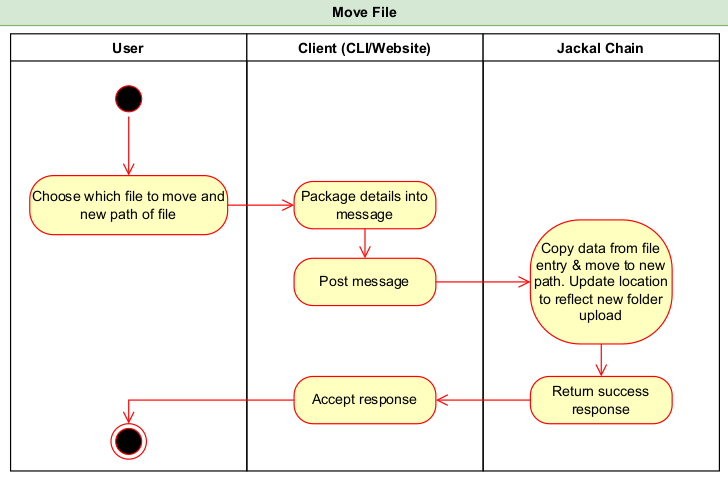 Move File
User
Client (CLI/Website)
Jackal Chain
Choose which file to move and
new path of file
Package details into
message
Post message
Copy data from file
entry & move to new
path. Update location
to reflect new folder
upload
Return success
response
Accept response